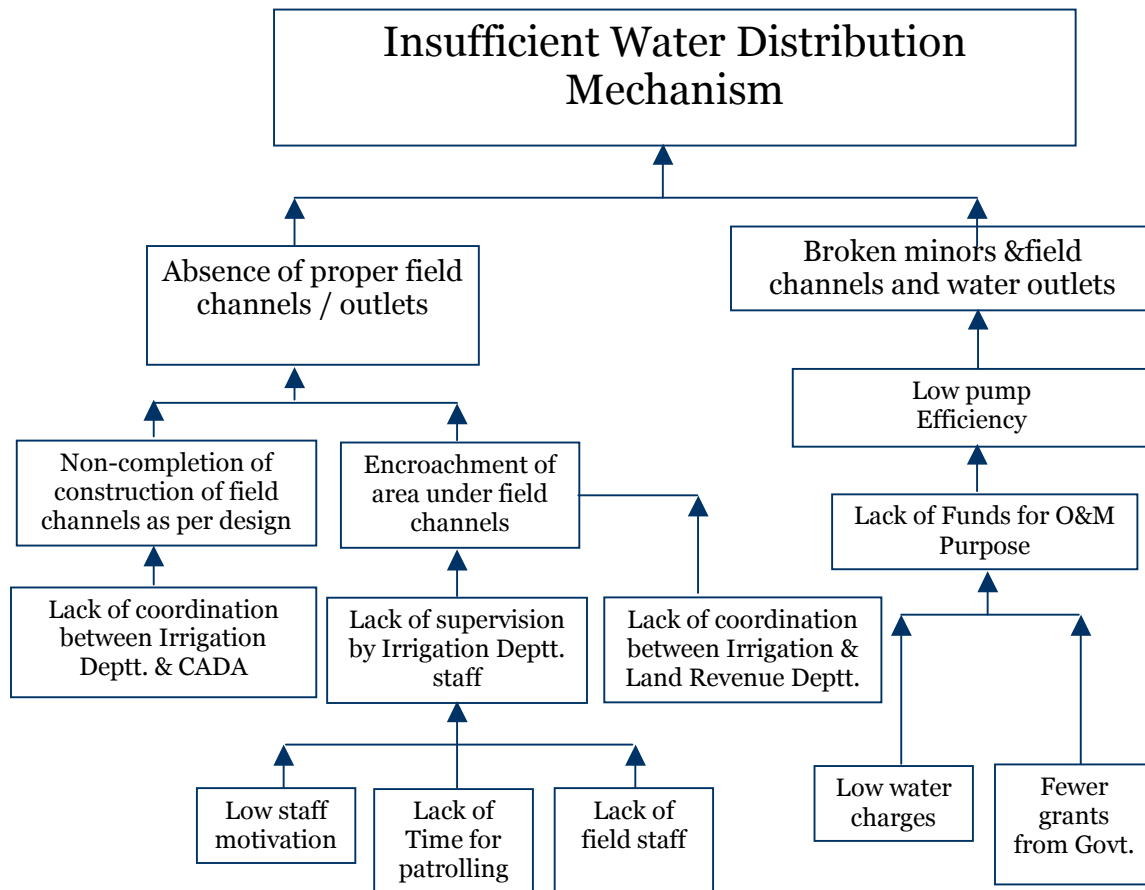 Insufficient Water Distribution
Mechanism
Absence of proper field
channels / outlets
Broken minors &field
channels and water outlets
Low pump
Efficiency
Non-completion of
construction of field
channels as per design
Encroachment of
area under field
channels
Lack of Funds for O&M
Purpose
Lack of coordination
between Irrigation
Deptt. & CADA
Lack of supervision
by Irrigation Deptt.
staff
Lack of coordination
between Irrigation &
Land Revenue Deptt.
Low staff
motivation
Lack of
Time for
patrolling
Lack of
field staff
Low water
charges
Fewer
grants
from Govt.